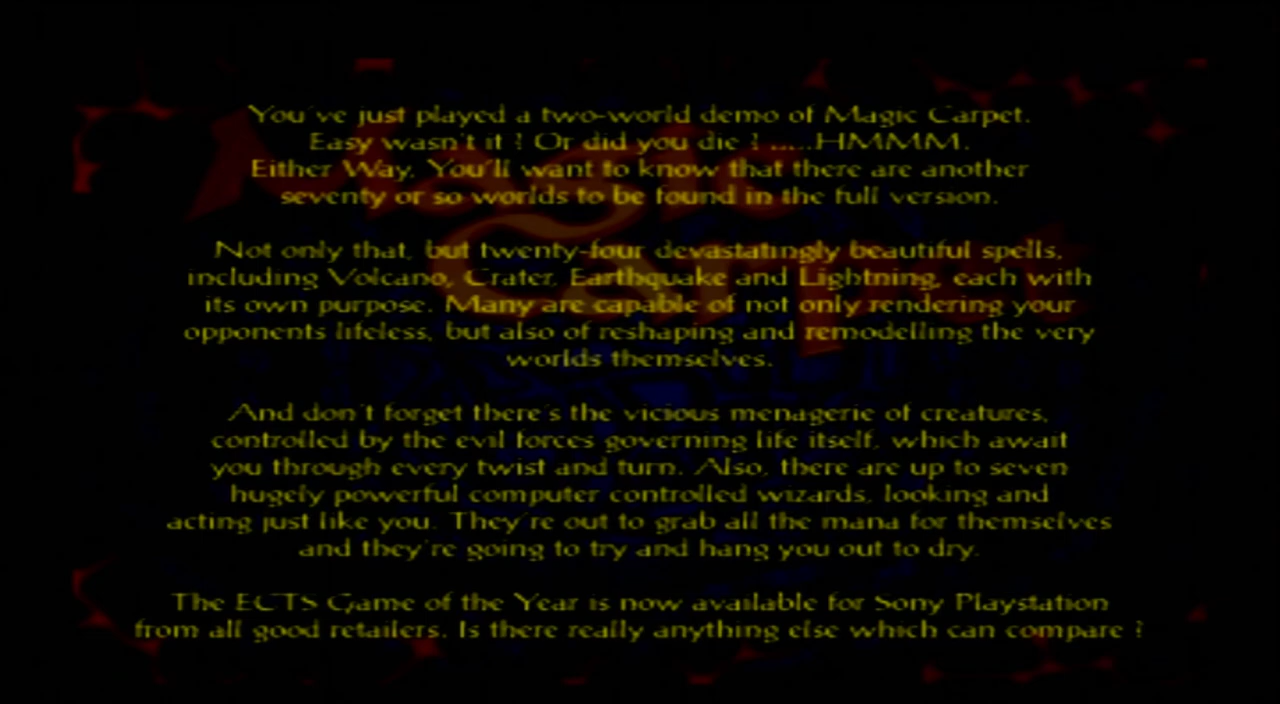 You've just played a two-world demo of Magic Carpet.
Easy wasn't it ? Or did you die ? .....HMMM.
Either Way, You'll want to know that there are another
seventy or so worlds to be found in the full version.
Not only that, but twenty-four devastatingly beautiful spells,
including Volcano, Crater, Earthquake and Lightning, each with
its own purpose. Many are capable of not only rendering your
opponents lifeless, but also of reshaping and remodelling the very
worlds themselves.
And don't forget there's the vicious menagerie of creatures,
controlled by the evil forces governing life itself, which await
you through every twist and turn. Also, there are up to seven
hugely powerful computer controlled wizards, looking and
acting just like you. They're out to grab all the mana for themselves
and they're going to try and hang you out to dry.
The ECTS Game of the Year is now available for Sony Playstation
from all good retailers. Is there really anything else which can compare ?
Magic
Carpet